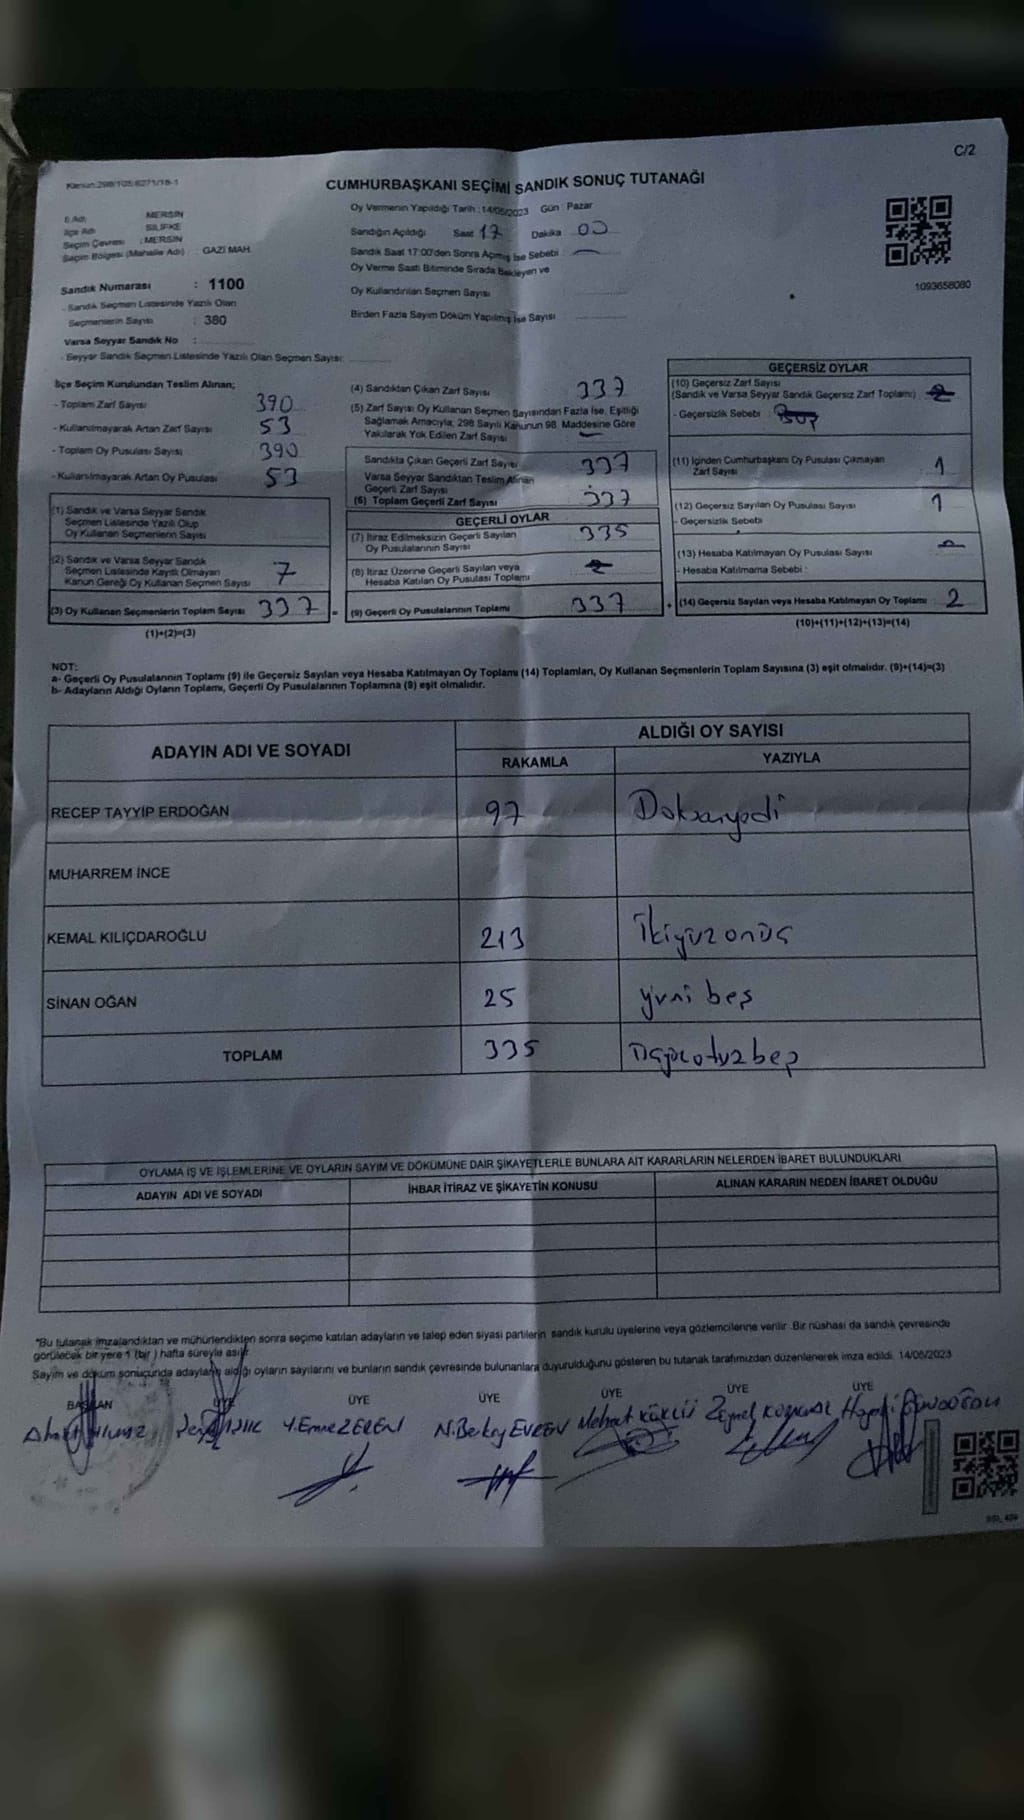 C/2
Kanun:298/105/6271/18-1
CUMHURBAŞKANI SEÇİMİ SANDIK SONUÇ TUTANAĞI
İl Adı MERSİN
İlçe Adı SİLİFKE
Seçim Çevresi : MERSİN
Seçim Bölgesi (Mahalle Adı) : GAZİ MAH.
Sandık Numarası : 1100
- Sandık Seçmen Listesinde Yazılı Olan
Seçmenlerin Sayısı : 380
Varsa Seyyar Sandık No :
- Seyyar Sandık Seçmen Listesinde Yazılı Olan Seçmen Sayısı:
Oy Vermenin Yapıldığı Tarih : 14/05/2023 Gün : Pazar
Sandığın Açıldığı Saat 17 Dakika 00
Sandık Saat 17:00'den Sonra Açmış İse Sebebi
Oy Verme Saati Bitiminde Sırada Bekleyen ve
Oy Kullandırılan Seçmen Sayısı
Birden Fazla Sayım Döküm Yapılmış İse Sayısı
1093658080
İlçe Seçim Kurulundan Teslim Alınan;
- Toplam Zarf Sayısı 390
- Kullanılmayarak Artan Zarf Sayısı 53
- Toplam Oy Pusulası Sayısı 390
- Kullanılmayarak Artan Oy Pusulası 53
(1) Sandık ve Varsa Seyyar Sandık
Seçmen Listesinde Yazılı Olup
Oy Kullanan Seçmenlerin Sayısı
(2) Sandık ve Varsa Seyyar Sandık
Seçmen Listesinde Kayıtlı Olmayan
Kanun Gereği Oy Kullanan Seçmen Sayısı 7
(3) Oy Kullanan Seçmenlerin Toplam Sayısı 337 =
(1)+(2)=(3)
(4) Sandıktan Çıkan Zarf Sayısı 337
(5) Zarf Sayısı Oy Kullanan Seçmen Sayısından Fazla İse, Eşitliği
Sağlamak Amacıyla, 298 Sayılı Kanunun 98. Maddesine Göre
Yakılarak Yok Edilen Zarf Sayısı
Sandıkta Çıkan Geçerli Zarf Sayısı 337
Varsa Seyyar Sandıktan Teslim Alınan
Geçerli Zarf Sayısı
(6) Toplam Geçerli Zarf Sayısı 337
GEÇERLİ OYLAR
(7) İtiraz Edilmeksizin Geçerli Sayılan
Oy Pusulalarının Sayısı 335
(8) İtiraz Üzerine Geçerli Sayılan veya
Hesaba Katılan Oy Pusulası Toplamı
(9) Geçerli Oy Pusulalarının Toplamı 337 +
GEÇERSİZ OYLAR
(10) Geçersiz Zarf Sayısı
(Sandık ve Varsa Seyyar Sandık Geçersiz Zarf Toplamı)
- Geçersizlik Sebebi :
(11) İçinden Cumhurbaşkanı Oy Pusulası Çıkmayan
Zarf Sayısı 1
(12) Geçersiz Sayılan Oy Pusulası Sayısı 1
- Geçersizlik Sebebi
(13) Hesaba Katılmayan Oy Pusulası Sayısı
- Hesaba Katılmama Sebebi :
(14) Geçersiz Sayılan veya Hesaba Katılmayan Oy Toplamı 2
(10)+(11)+(12)+(13)=(14)
NOT:
a- Geçerli Oy Pusulalarının Toplamı (9) ile Geçersiz Sayılan veya Hesaba Katılmayan Oy Toplamı (14) Toplamları, Oy Kullanan Seçmenlerin Toplam Sayısına (3) eşit olmalıdır. (9)+(14)=(3)
b- Adayların Aldığı Oyların Toplamı, Geçerli Oy Pusulalarının Toplamına (9) eşit olmalıdır.
ADAYIN ADI VE SOYADI ALDIĞI OY SAYISI
RAKAMLA YAZIYLA
RECEP TAYYİP ERDOĞAN 97 Doksanyedi
MUHARREM İNCE
KEMAL KILIÇDAROĞLU 213 İkiyüzonüç
SİNAN OĞAN 25 yirmi beş
TOPLAM 335 üçyüzotuzbeş
OYLAMA İŞ VE İŞLEMLERİNE VE OYLARIN SAYIM VE DÖKÜMÜNE DAİR ŞİKAYETLERLE BUNLARA AİT KARARLARIN NELERDEN İBARET BULUNDUKLARI
ADAYIN ADI VE SOYADI İHBAR İTİRAZ VE ŞİKAYETİN KONUSU ALINAN KARARIN NEDEN İBARET OLDUĞU
"Bu tutanak imzalandıktan ve mühürlendikten sonra seçime katılan adayların ve talep eden siyasi partilerin sandık kurulu üyelerine veya gözlemcilerine verilir. Bir nüshası da sandık çevresinde
görülecek bir yere 1 (bir ) hafta süreyle asılır
Sayım ve döküm sonucunda adayların aldığı oyların sayılarını ve bunların sandık çevresinde bulunanlara duyurulduğunu gösteren bu tutanak tarafımızdan düzenlenerek imza edildi. 14/05/2023
BAŞKAN ÜYE ÜYE ÜYE ÜYE ÜYE ÜYE
Y.Emre ZEREN N.Berkay EVREN Mehmet KÖKLÜ Zeynel